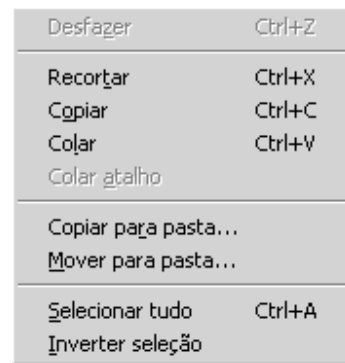 Desfazer Ctrl+Z
Recortar Ctrl+X
Copiar Ctrl+C
Colar Ctrl+V
Colar atalho
Copiar para pasta...
Mover para pasta...
Selecionar tudo Ctrl+A
Inverter seleção